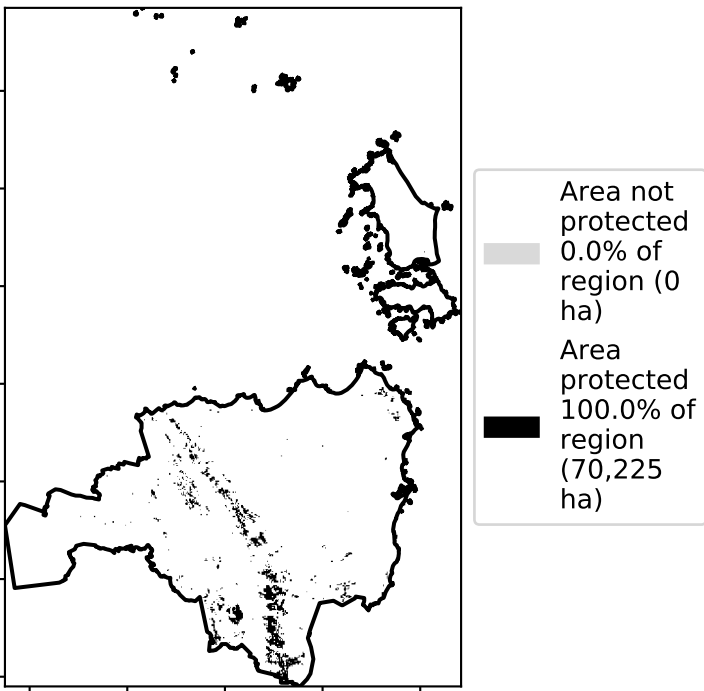 Area not
protected
0.0% of
region (0
ha)
Area
protected
100.0% of
region
(70,225
ha)